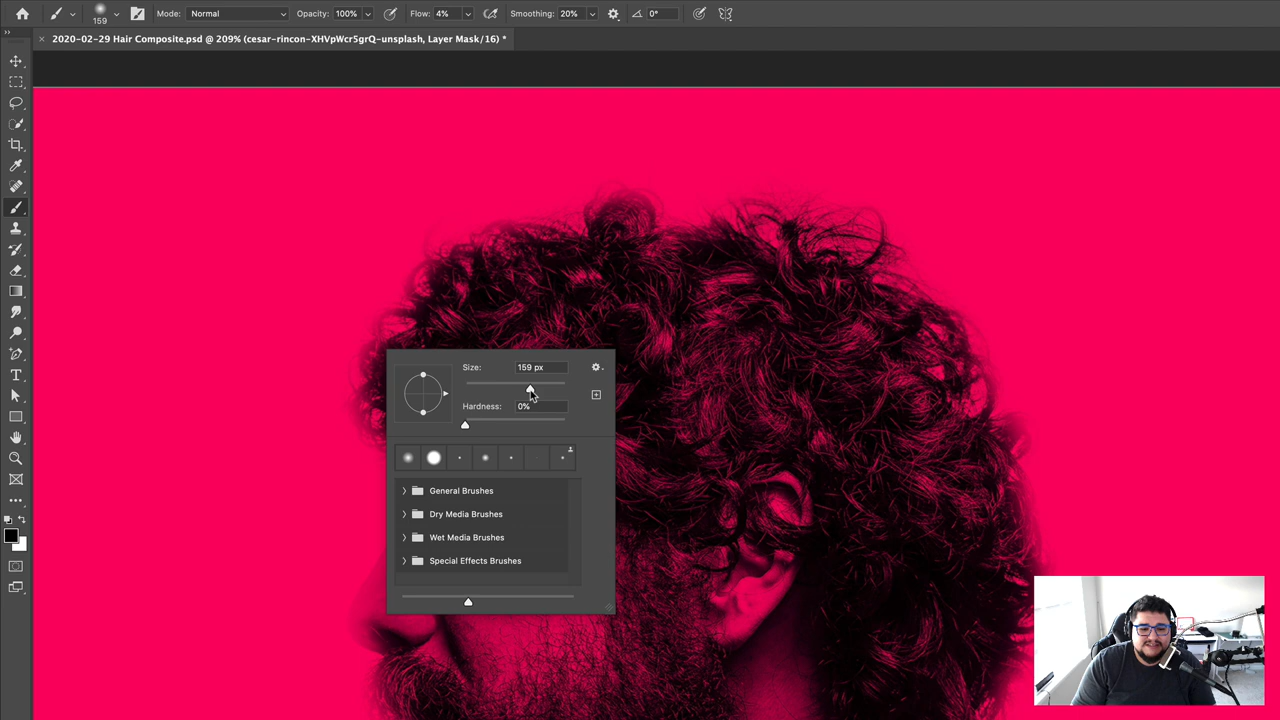 159 Mode: Normal Opacity: 100% Flow: 4% Smoothing: 20% 0°
2020-02-29 Hair Composite.psd @ 209% (cesar-rincon-XHVpWcr5grQ-unsplash, Layer Mask/16) *
Size: 159 px
Hardness: 0%
General Brushes
Dry Media Brushes
Wet Media Brushes
Special Effects Brushes